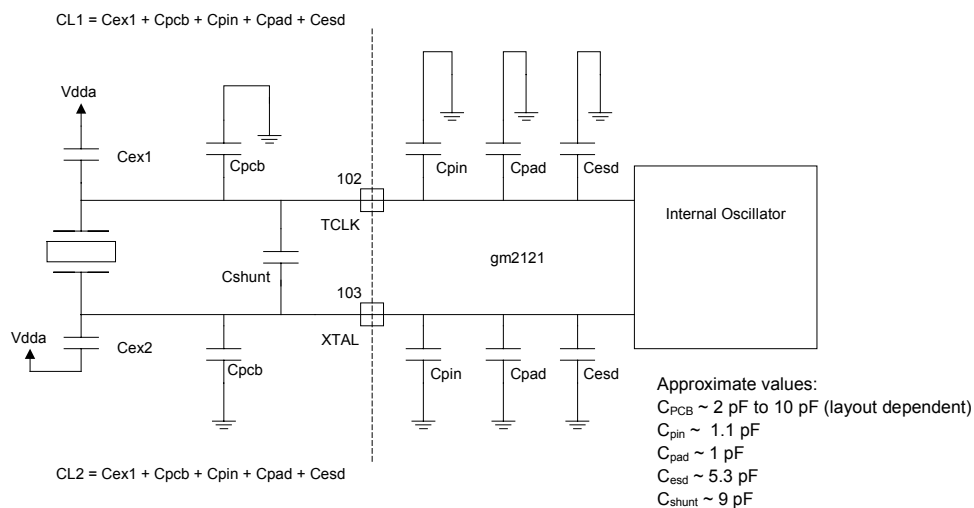 CL1 = Cex1 + Cpcb + Cpin + Cpad + Cesd
Vdda
Cex1
Cpcb
Cpin
Cpad
Cesd
102
TCLK
Internal Oscillator
Cshunt
gm2121
103
XTAL
Vdda
Cex2
Cpcb
Cpin
Cpad
Cesd
Approximate values:
CPCB ~ 2 pF to 10 pF (layout dependent)
Cpin ~ 1.1 pF
Cpad ~ 1 pF
Cesd ~ 5.3 pF
Cshunt ~ 9 pF
CL2 = Cex1 + Cpcb + Cpin + Cpad + Cesd